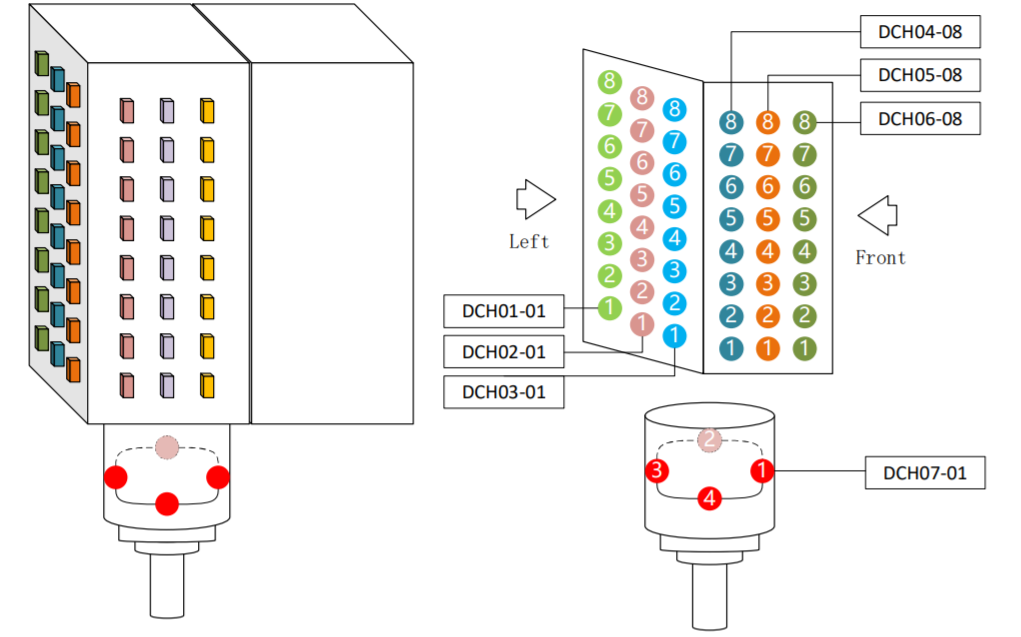 DCH04-08
DCH05-08
DCH06-08
8 8 8 8 8 8
7 7 7 7 7 7
6 6 6 6 6 6
5 5 5 5 5 5
4 4 4 4 4 4
3 3 3 3 3 3
2 2 2 2 2 2
1 1 1 1 1 1
Left
Front
DCH01-01
DCH02-01
DCH03-01
2
3 1
4
DCH07-01